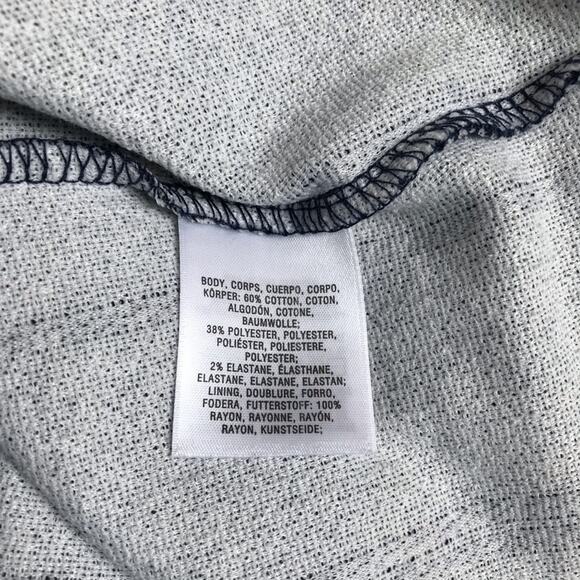 BODY, CORPS, CUERPO, CORPO,
KÖRPER: 60% COTTON, COTON,
ALGODÓN, COTONE,
BAUMWOLLE;
38% POLYESTER, POLYESTER,
POLIÉSTER, POLIESTERE,
POLYESTER;
2% ELASTANE, ÉLASTHANE,
ELASTANE, ELASTANE, ELASTAN;
LINING, DOUBLURE, FORRO,
FODERA, FUTTERSTOFF: 100%
RAYON, RAYONNE, RAYÓN,
RAYON, KUNSTSEIDE;